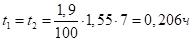 t₁ = t₂ = 1,9/100 · 1,55 · 7 = 0,206ч